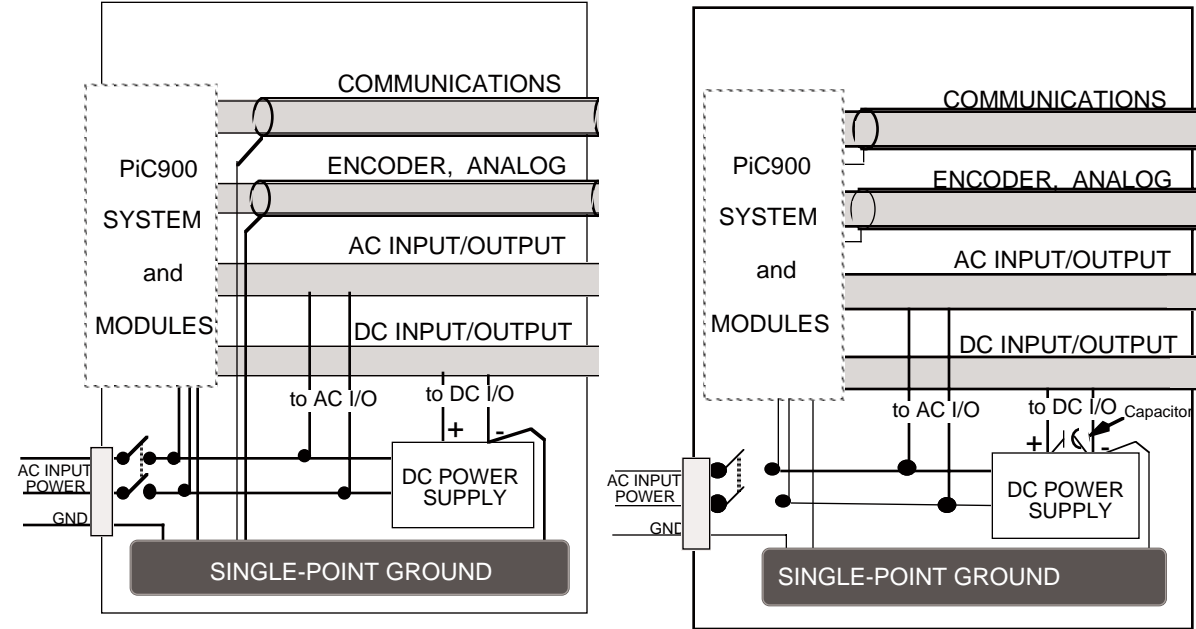 COMMUNICATIONS
PiC900
SYSTEM
and
MODULES
ENCODER, ANALOG
AC INPUT/OUTPUT
DC INPUT/OUTPUT
to AC I/O
to DC I/O
+
-
AC INPUT
POWER
GND
DC POWER
SUPPLY
SINGLE-POINT GROUND
COMMUNICATIONS
PiC900
SYSTEM
and
MODULES
ENCODER, ANALOG
AC INPUT/OUTPUT
DC INPUT/OUTPUT
to AC I/O
to DC I/O
Capacitor
+
-
AC INPUT
POWER
GND
DC POWER
SUPPLY
SINGLE-POINT GROUND